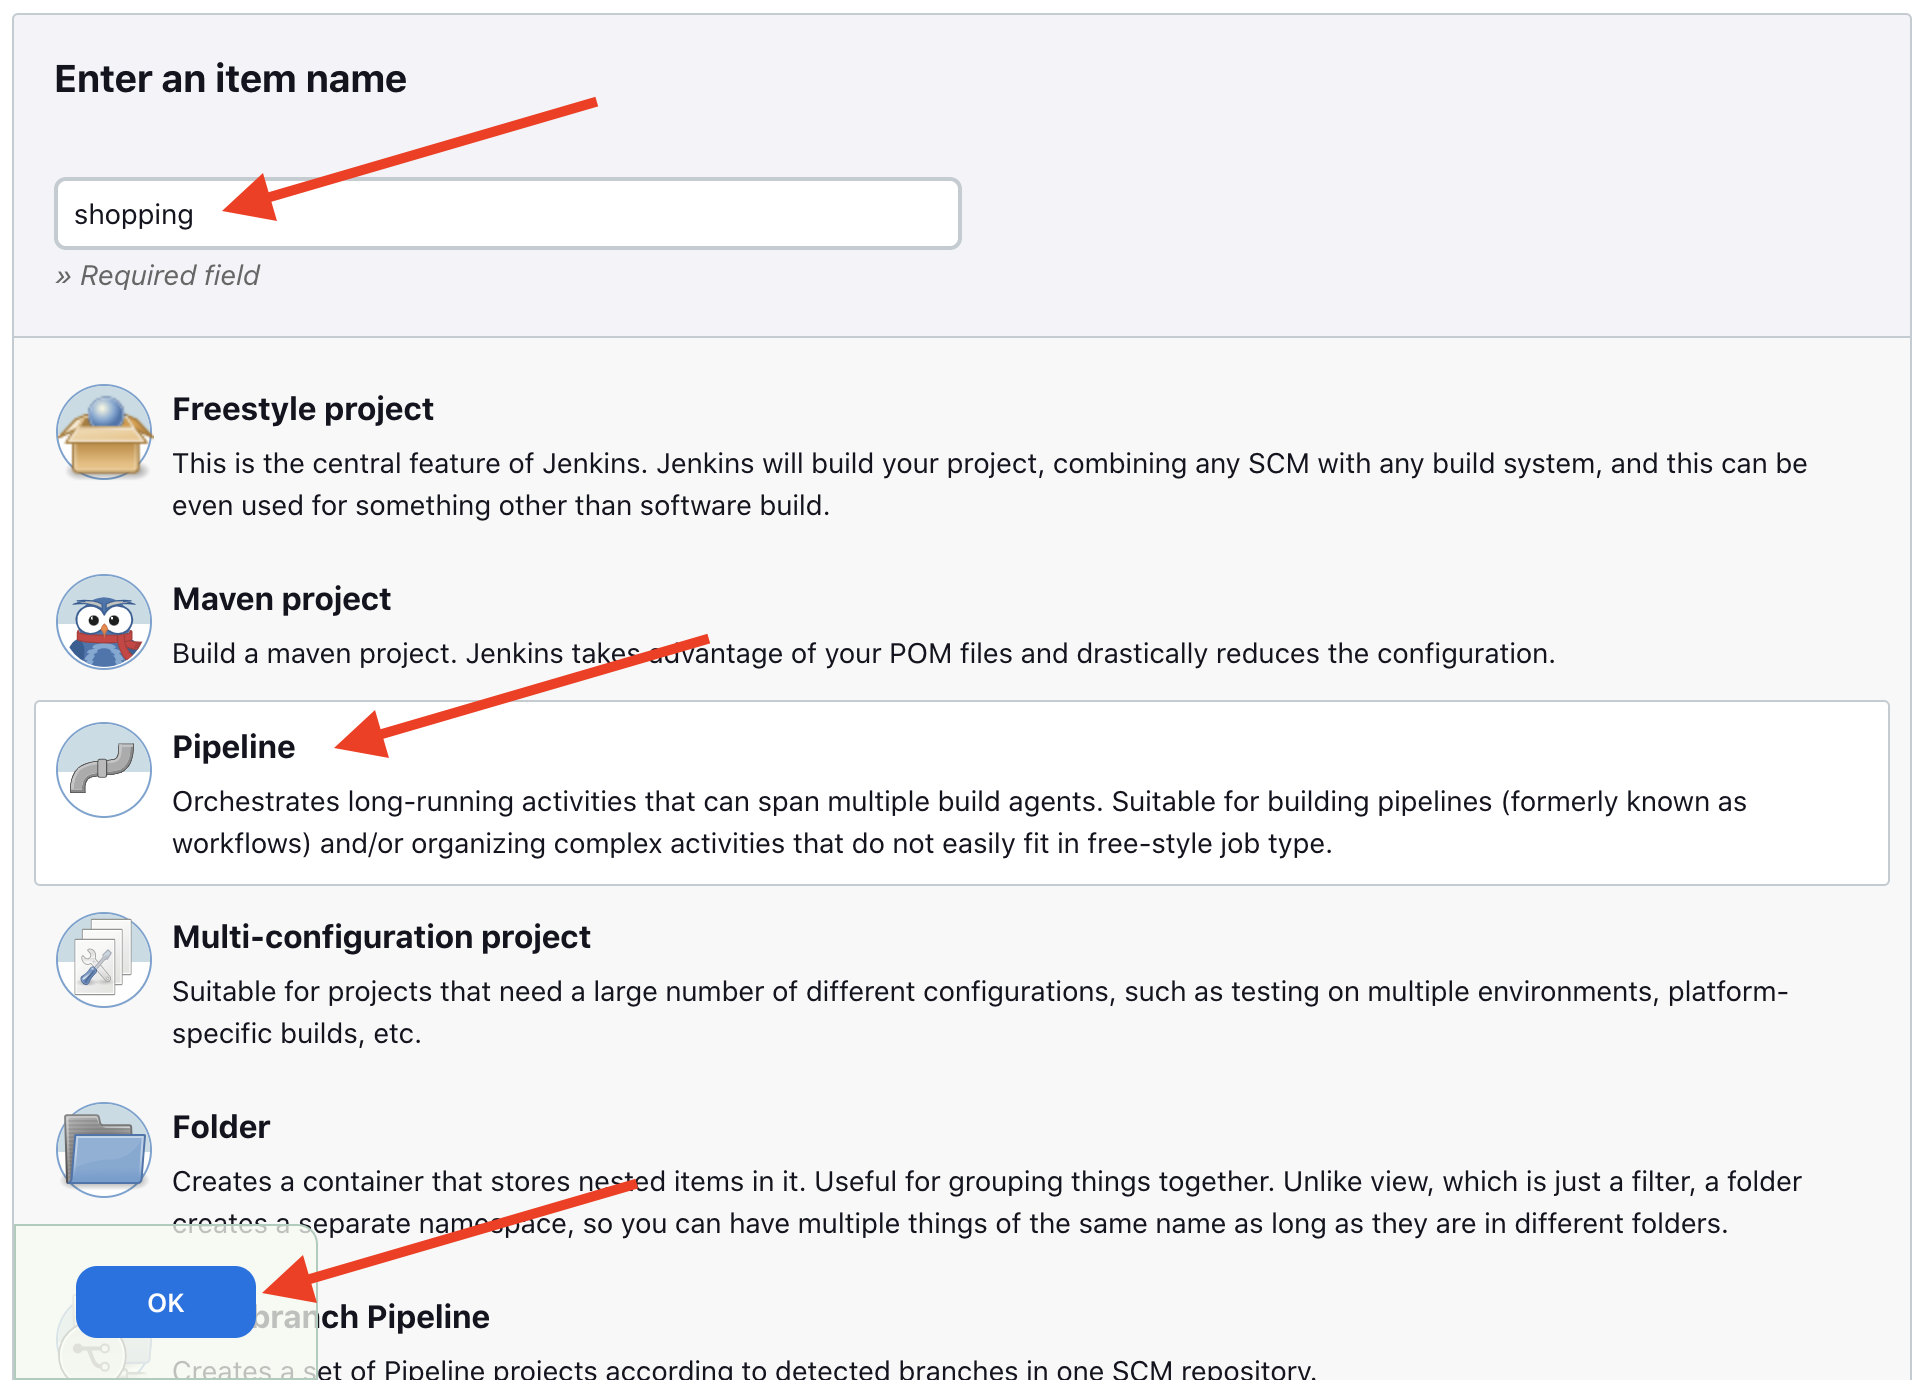 Enter an item name
shopping
» Required field
Freestyle project
This is the central feature of Jenkins. Jenkins will build your project, combining any SCM with any build system, and this can be
even used for something other than software build.
Maven project
Build a maven project. Jenkins takes advantage of your POM files and drastically reduces the configuration.
Pipeline
Orchestrates long-running activities that can span multiple build agents. Suitable for building pipelines (formerly known as
workflows) and/or organizing complex activities that do not easily fit in free-style job type.
Multi-configuration project
Suitable for projects that need a large number of different configurations, such as testing on multiple environments, platform-
specific builds, etc.
Folder
Creates a container that stores nested items in it. Useful for grouping things together. Unlike view, which is just a filter, a folder
creates a separate namespace, so you can have multiple things of the same name as long as they are in different folders.
OK
branch Pipeline
Creates a set of Pipeline projects according to detected branches in one SCM repository.